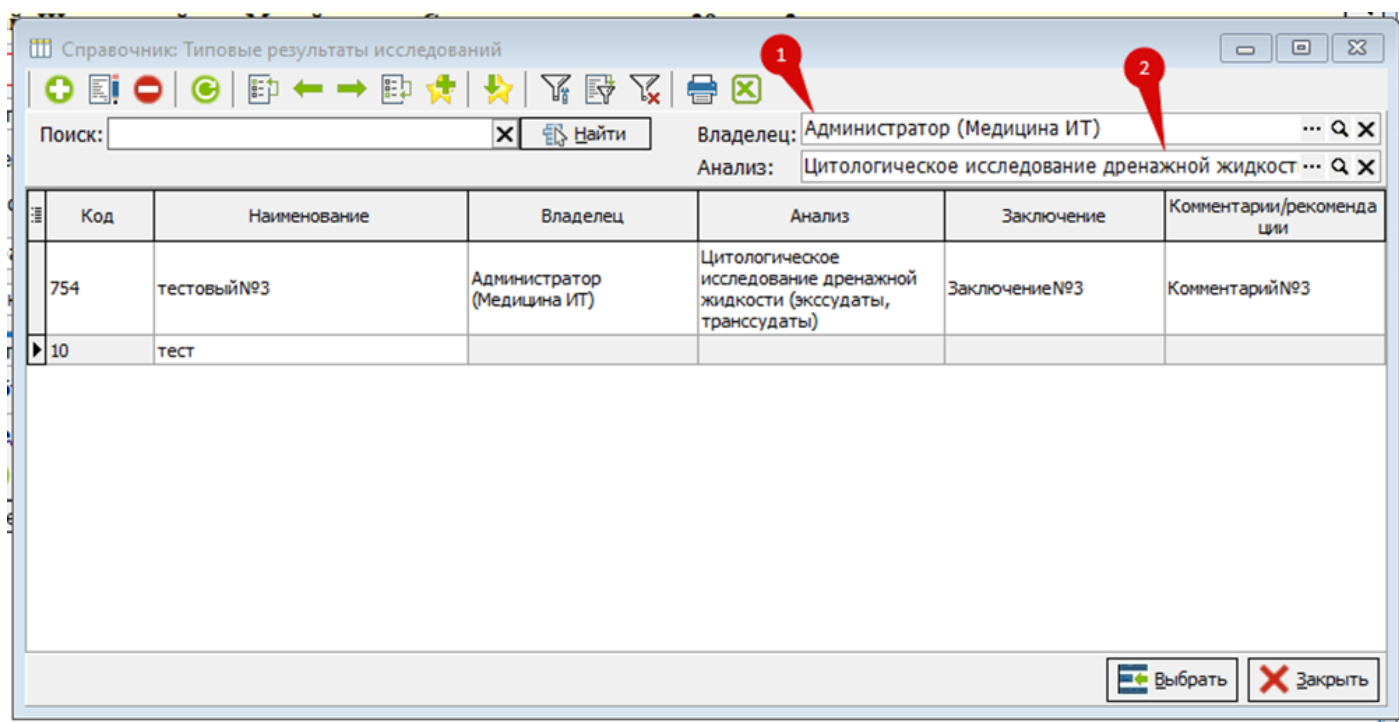 Справочник: Типовые результаты исследований
1
2
Поиск:
Найти
Владелец: Администратор (Медицина ИТ)
Анализ: Цитологическое исследование дренажной жидкост
Код
Наименование
Владелец
Анализ
Заключение
Комментарии/рекоменда
ции
754
тестовый№3
Администратор
(Медицина ИТ)
Цитологическое
исследование дренажной
жидкости (экссудаты,
транссудаты)
Заключение№3
Комментарий№3
10
тест
Выбрать
Закрыть